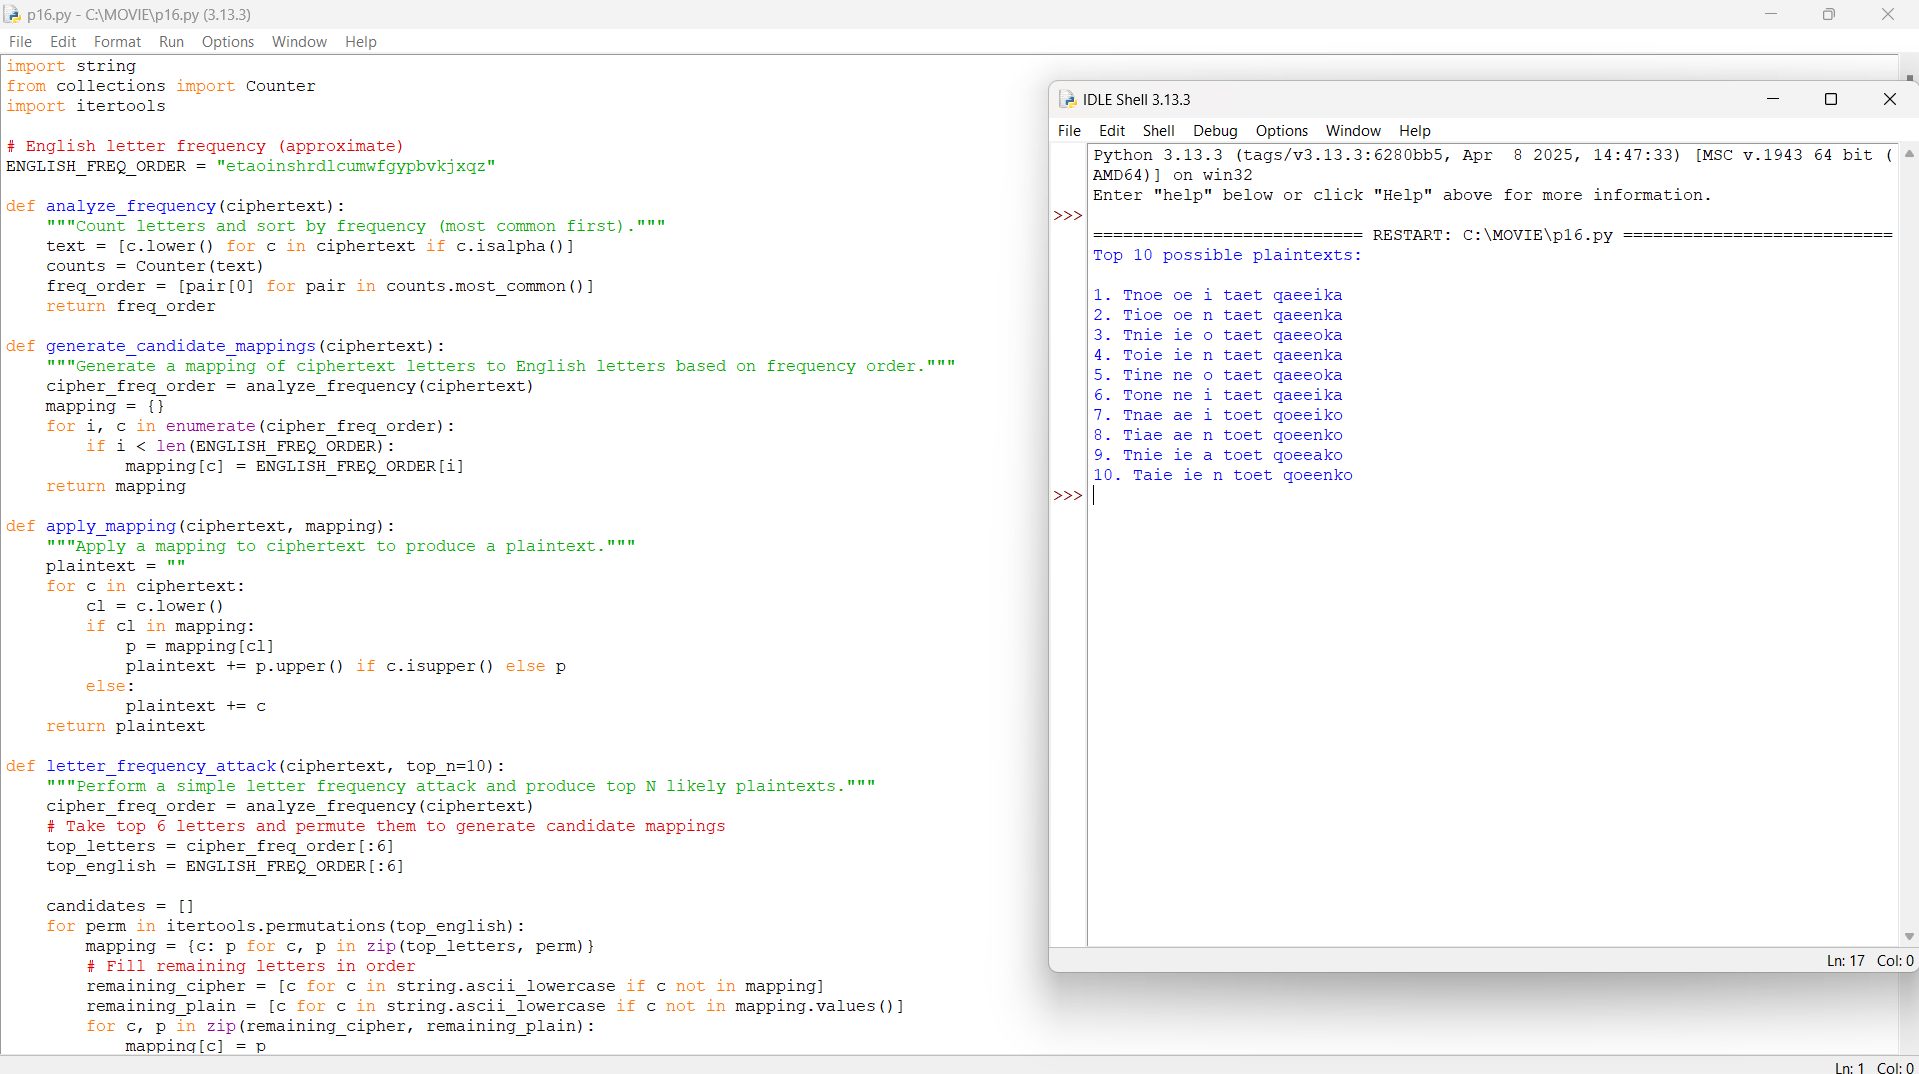 p16.py - C:\MOVIE\p16.py (3.13.3)
File Edit Format Run Options Window Help
import string
from collections import Counter
import itertools
# English letter frequency (approximate)
ENGLISH_FREQ_ORDER = "etaoinshrdlcumwfgypbvkjxqz"
def analyze_frequency(ciphertext):
    """Count letters and sort by frequency (most common first)."""
    text = [c.lower() for c in ciphertext if c.isalpha()]
    counts = Counter(text)
    freq_order = [pair[0] for pair in counts.most_common()]
    return freq_order
def generate_candidate_mappings(ciphertext):
    """Generate a mapping of ciphertext letters to English letters based on frequency order."""
    cipher_freq_order = analyze_frequency(ciphertext)
    mapping = {}
    for i, c in enumerate(cipher_freq_order):
        if i < len(ENGLISH_FREQ_ORDER):
            mapping[c] = ENGLISH_FREQ_ORDER[i]
    return mapping
def apply_mapping(ciphertext, mapping):
    """Apply a mapping to ciphertext to produce a plaintext."""
    plaintext = ""
    for c in ciphertext:
        cl = c.lower()
        if cl in mapping:
            p = mapping[cl]
            plaintext += p.upper() if c.isupper() else p
        else:
            plaintext += c
    return plaintext
def letter_frequency_attack(ciphertext, top_n=10):
    """Perform a simple letter frequency attack and produce top N likely plaintexts."""
    cipher_freq_order = analyze_frequency(ciphertext)
    # Take top 6 letters and permute them to generate candidate mappings
    top_letters = cipher_freq_order[:6]
    top_english = ENGLISH_FREQ_ORDER[:6]
    candidates = []
    for perm in itertools.permutations(top_english):
        mapping = {c: p for c, p in zip(top_letters, perm)}
        # Fill remaining letters in order
        remaining_cipher = [c for c in string.ascii_lowercase if c not in mapping]
        remaining_plain = [c for c in string.ascii_lowercase if c not in mapping.values()]
        for c, p in zip(remaining_cipher, remaining_plain):
            mapping[c] = p
Ln: 1 Col: 0
IDLE Shell 3.13.3
File Edit Shell Debug Options Window Help
Python 3.13.3 (tags/v3.13.3:6280bb5, Apr  8 2025, 14:47:33) [MSC v.1943 64 bit (
AMD64)] on win32
Enter "help" below or click "Help" above for more information.
>>>
=========================== RESTART: C:\MOVIE\p16.py ===========================
Top 10 possible plaintexts:
1. Tnoe oe i taet qaeeika
2. Tioe oe n taet qaeenka
3. Tnie ie o taet qaeeoka
4. Toie ie n taet qaeenka
5. Tine ne o taet qaeeoka
6. Tone ne i taet qaeeika
7. Tnae ae i toet qoeeiko
8. Tiae ae n toet qoeenko
9. Tnie ie a toet qoeeako
10. Taie ie n toet qoeenko
>>>
Ln: 17 Col: 0